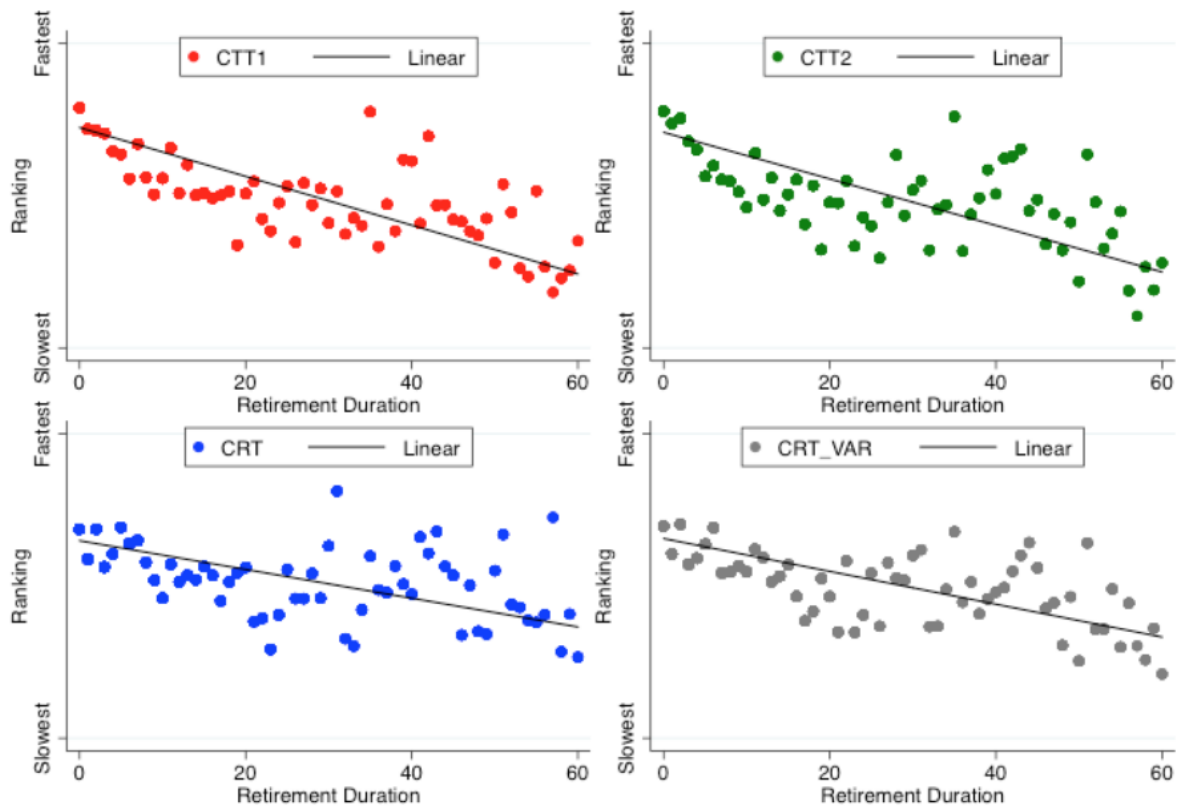 CTT1 Linear
Fastest
Ranking
Slowest
0 20 40 60
Retirement Duration
CTT2 Linear
Fastest
Ranking
Slowest
0 20 40 60
Retirement Duration
CRT Linear
Fastest
Ranking
Slowest
0 20 40 60
Retirement Duration
CRT_VAR Linear
Fastest
Ranking
Slowest
0 20 40 60
Retirement Duration